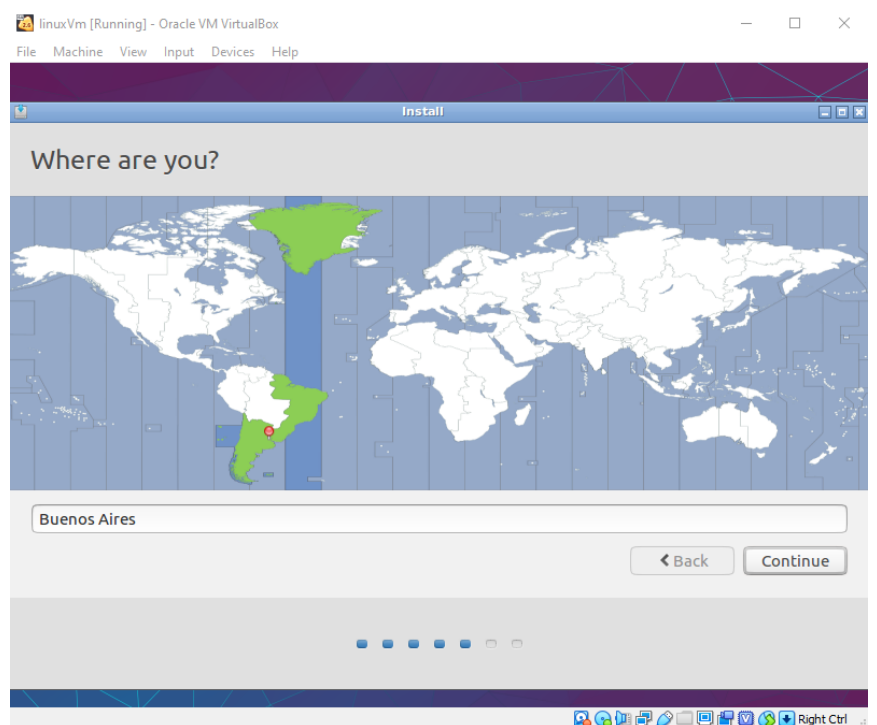 linuxVm [Running] - Oracle VM VirtualBox
File Machine View Input Devices Help
Install
Where are you?
Buenos Aires
Back Continue
Right Ctrl